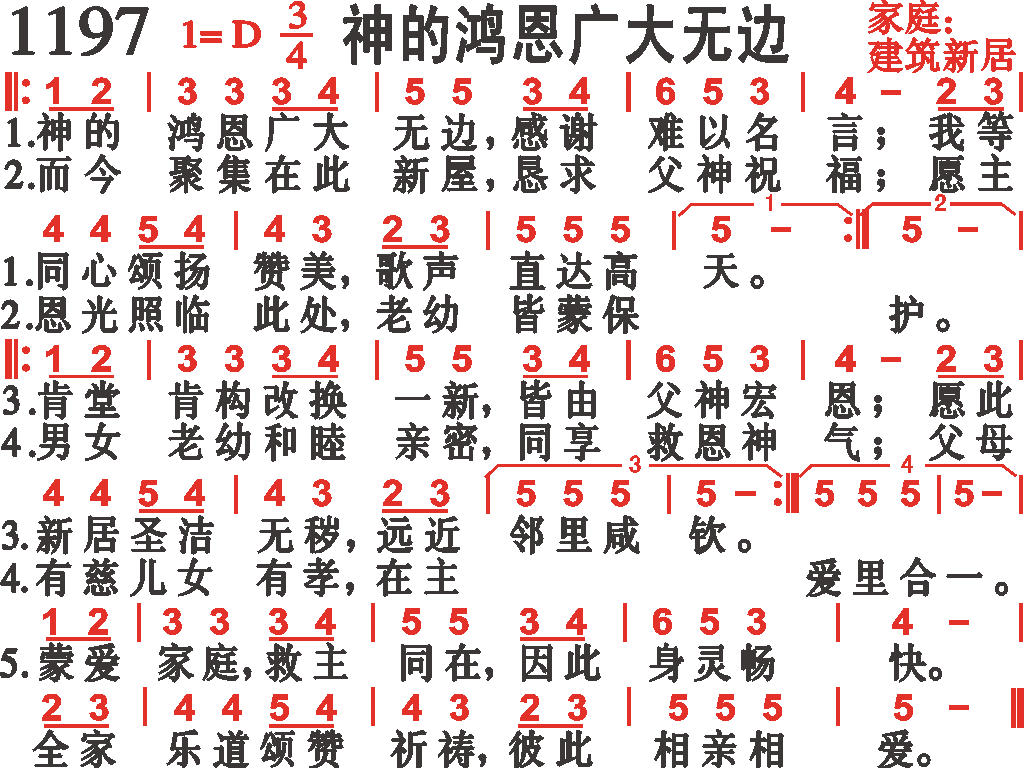 1197 1= D 3/4 神的鸿恩广大无边 家庭:
建筑新居
‖: 1 2 | 3 3 3 4 | 5 5 3 4 | 6 5 3 | 4 – 2 3 |
1.神的 鸿恩广大 无边,感谢 难以名 言; 我等
2.而今 聚集在此 新屋,恳求 父神祝 福; 愿主
4 4 5 4 | 4 3 2 3 | 5 5 5 | 1 5 – :‖ 2 5 – |
1.同心颂扬 赞美,歌声 直达高 天。
2.恩光照临 此处,老幼 皆蒙保 护。
‖: 1 2 | 3 3 3 4 | 5 5 3 4 | 6 5 3 | 4 – 2 3 |
3.肯堂 肯构改换 一新,皆由 父神宏 恩; 愿此
4.男女 老幼和睦 亲密,同享 救恩神 气; 父母
4 4 5 4 | 4 3 2 3 | 3 5 5 5 | 5 – :‖ 4 5 5 5 | 5 – |
3.新居圣洁 无秽,远近 邻里咸 钦。
4.有慈儿女 有孝,在主 爱里合一。
1 2 | 3 3 3 4 | 5 5 3 4 | 6 5 3 | 4 – |
5.蒙爱 家庭,救主 同在,因此 身灵畅 快。
2 3 | 4 4 5 4 | 4 3 2 3 | 5 5 5 | 5 – ‖
全家 乐道颂赞 祈祷,彼此 相亲相 爱。